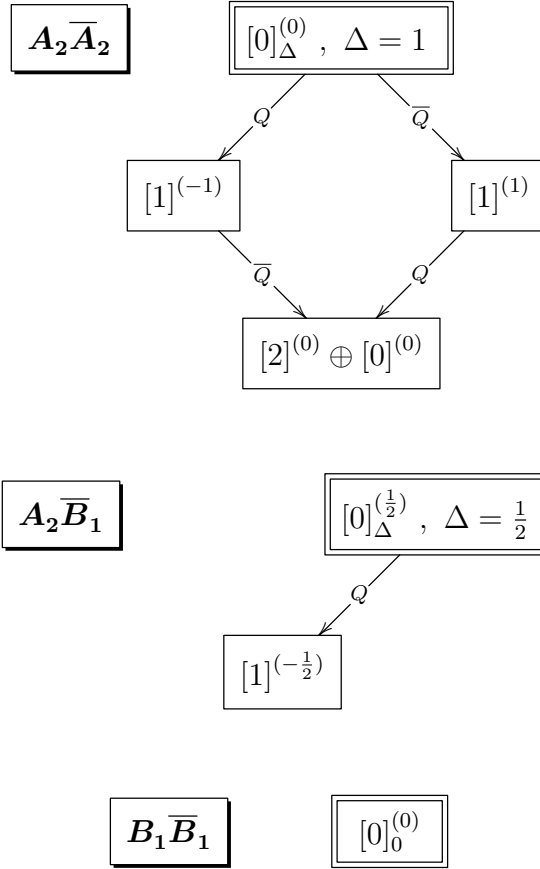 $A_2\overline{A}_2$
$[0]_{\Delta}^{(0)}\ ,\ \Delta = 1$
$Q$
$\overline{Q}$
$[1]^{(-1)}$
$[1]^{(1)}$
$\overline{Q}$
$Q$
$[2]^{(0)} \oplus [0]^{(0)}$
$A_2\overline{B}_1$
$[0]_{\Delta}^{(\frac{1}{2})}\ ,\ \Delta = \frac{1}{2}$
$Q$
$[1]^{(-\frac{1}{2})}$
$B_1\overline{B}_1$
$[0]_{0}^{(0)}$